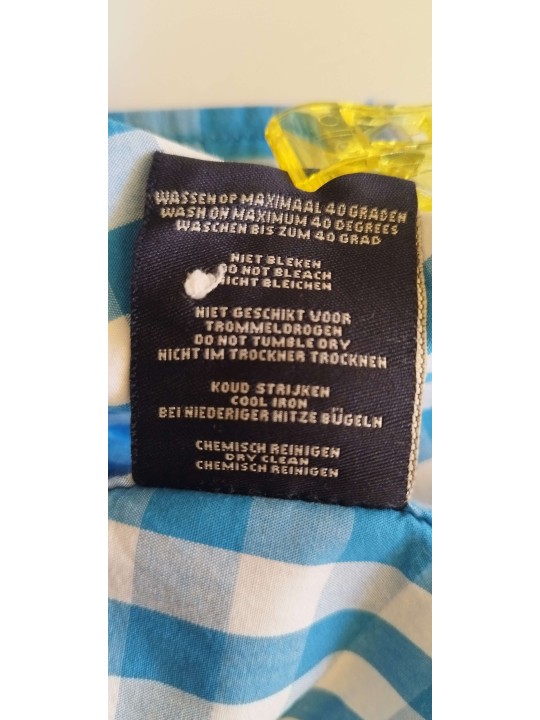 WASSEN OP MAXIMAAL 40 GRADEN
WASH ON MAXIMUM 40 DEGREES
WASCHEN BIS ZUM 40 GRAD
NIET BLEKEN
DO NOT BLEACH
NICHT BLEICHEN
NIET GESCHIKT VOOR
TROMMELDROGEN
DO NOT TUMBLE DRY
NICHT IM TROCKNER TROCKNEN
KOUD STRIJKEN
COOL IRON
BEI NIEDERIGER HITZE BÜGELN
CHEMISCH REINIGEN
DRY CLEAN
CHEMISCH REINIGEN